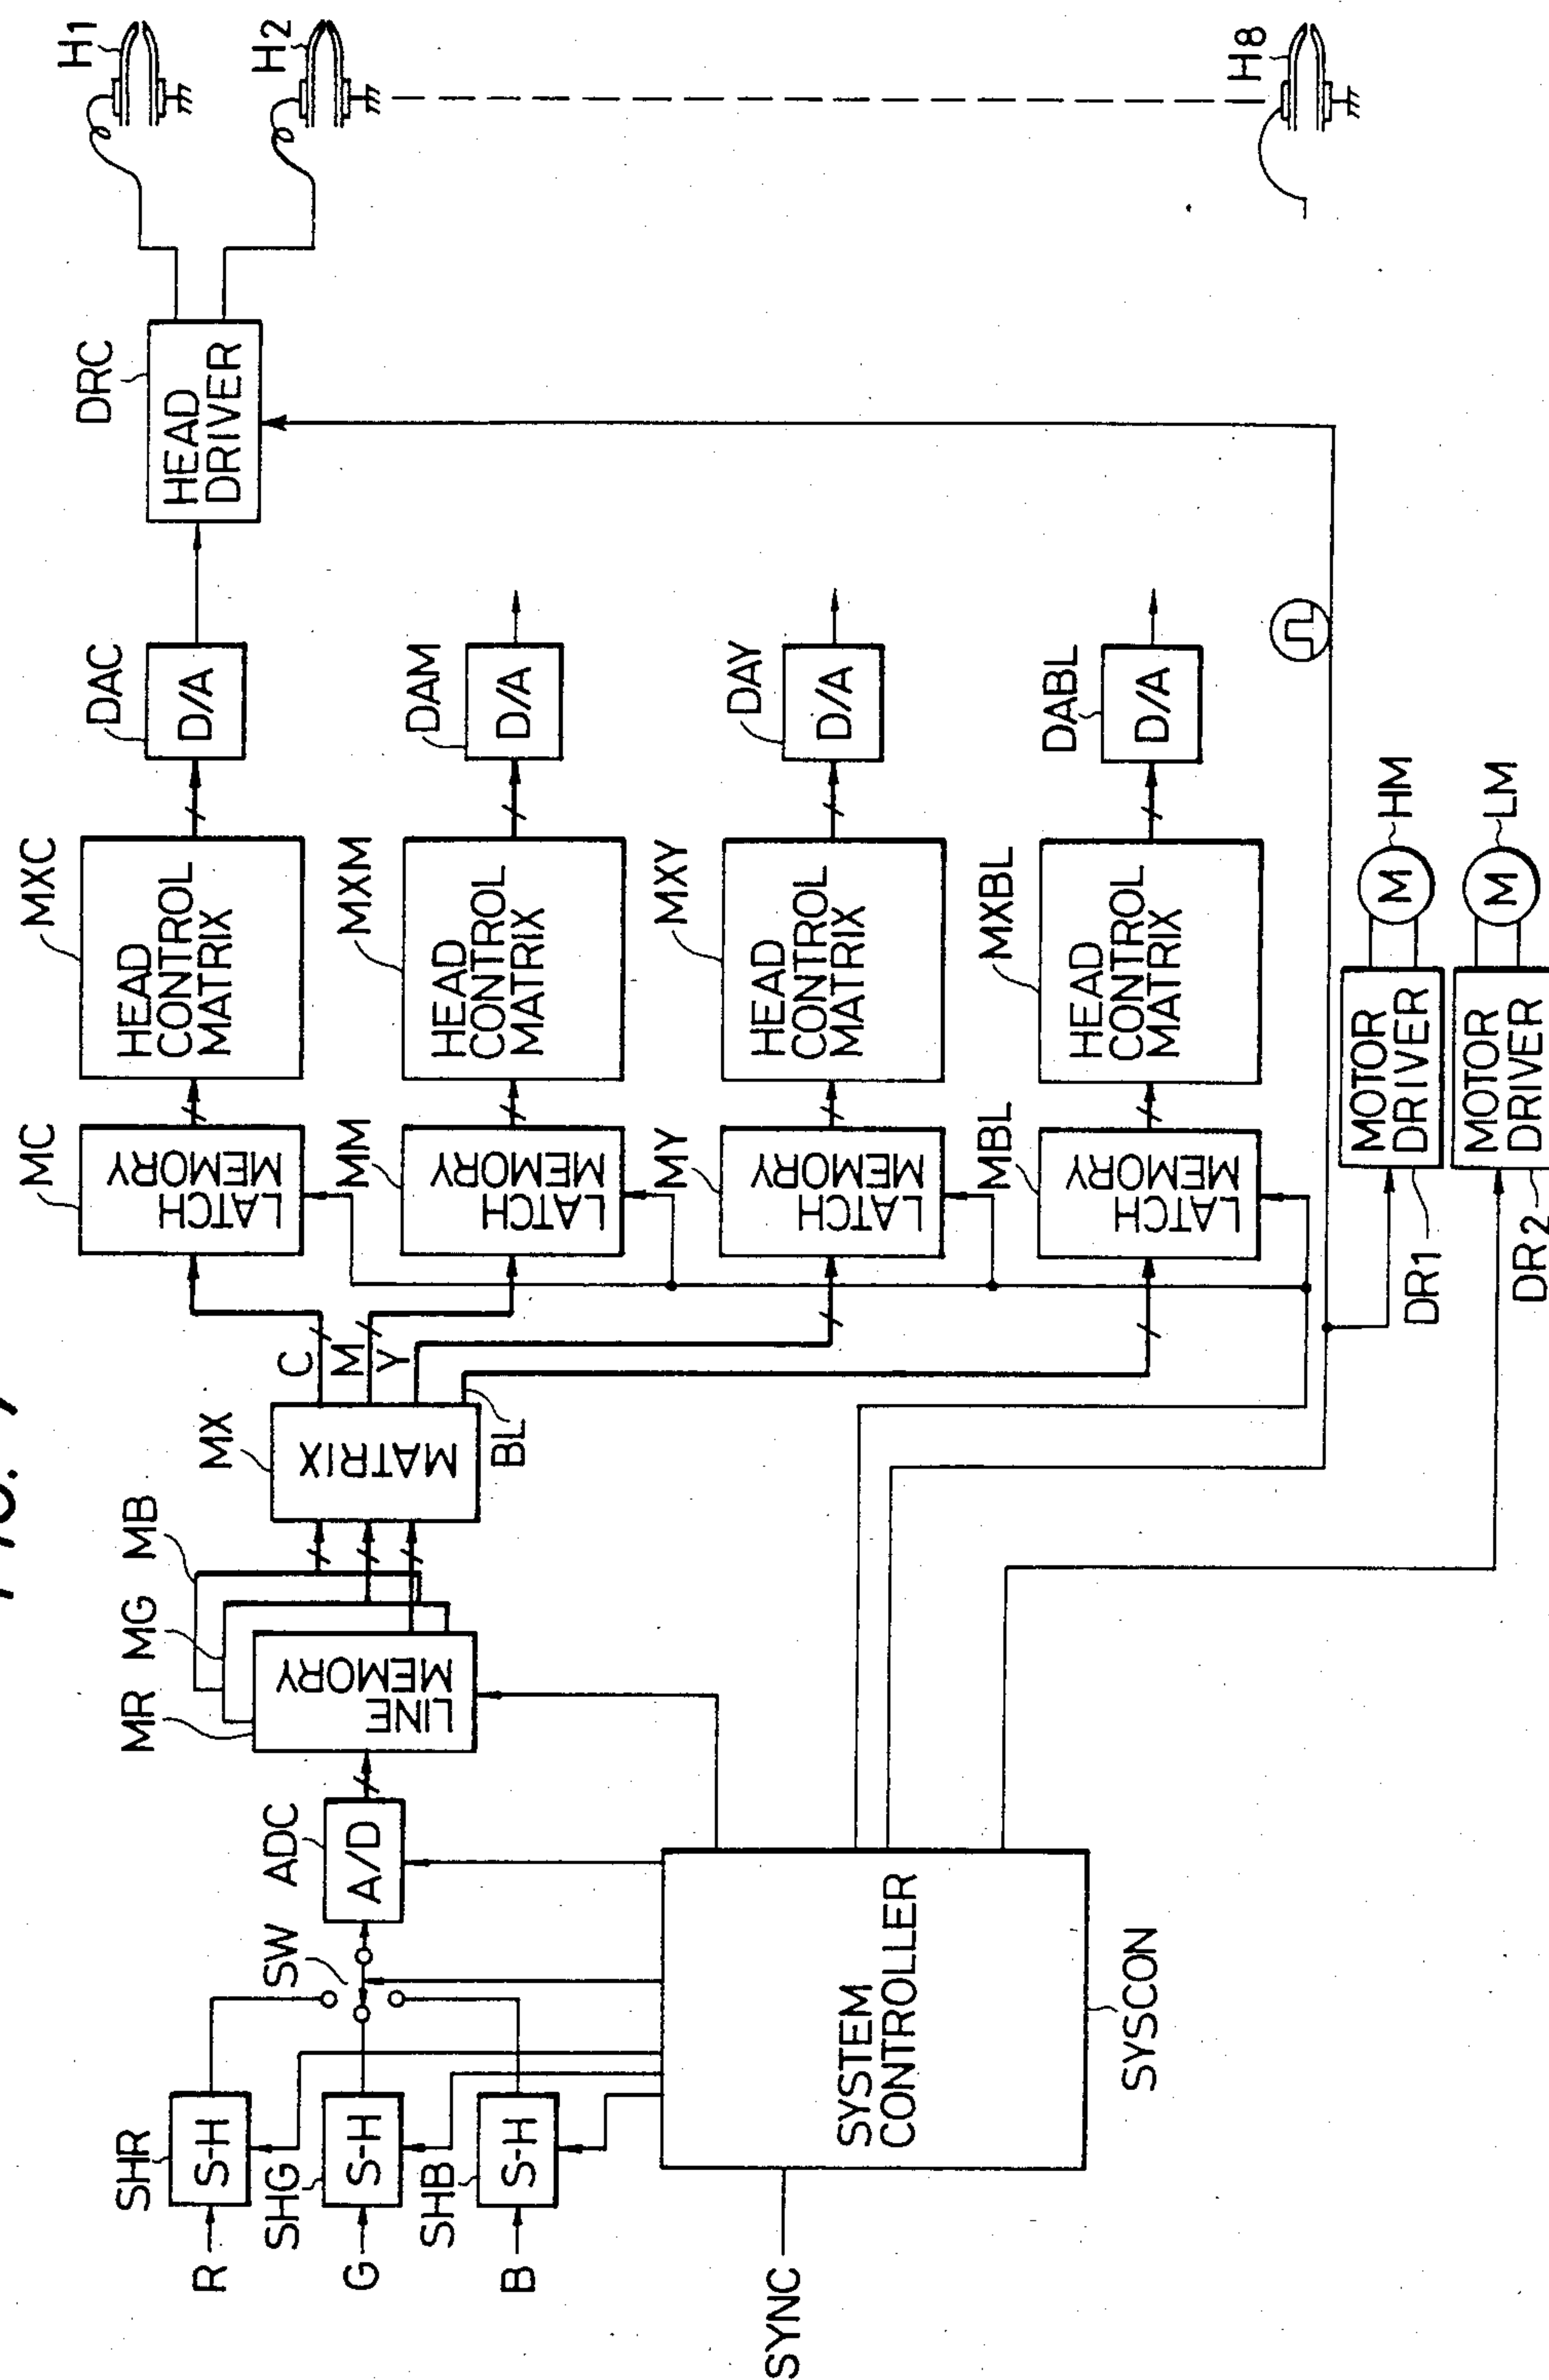 H1
H2
H8
DRC
HEAD
DRIVER
DAC
D/A
DAM
D/A
DAY
D/A
DABL
D/A
MXC
HEAD
CONTROL
MATRIX
MXM
HEAD
CONTROL
MATRIX
MXY
HEAD
CONTROL
MATRIX
MXBL
HEAD
CONTROL
MATRIX
M
HM
M
LM
MOTOR
DRIVER
DR1
MOTOR
DRIVER
DR2
MC
LATCH
MEMORY
MM
LATCH
MEMORY
MY
LATCH
MEMORY
MBL
LATCH
MEMORY
C
M
Y
BL
MX
MATRIX
MB
MG
MR
LINE
MEMORY
ADC
A/D
SW
SHR
S-H
R
SHG
S-H
G
SHB
S-H
B
SYSTEM
CONTROLLER
SYSCON
SYNC